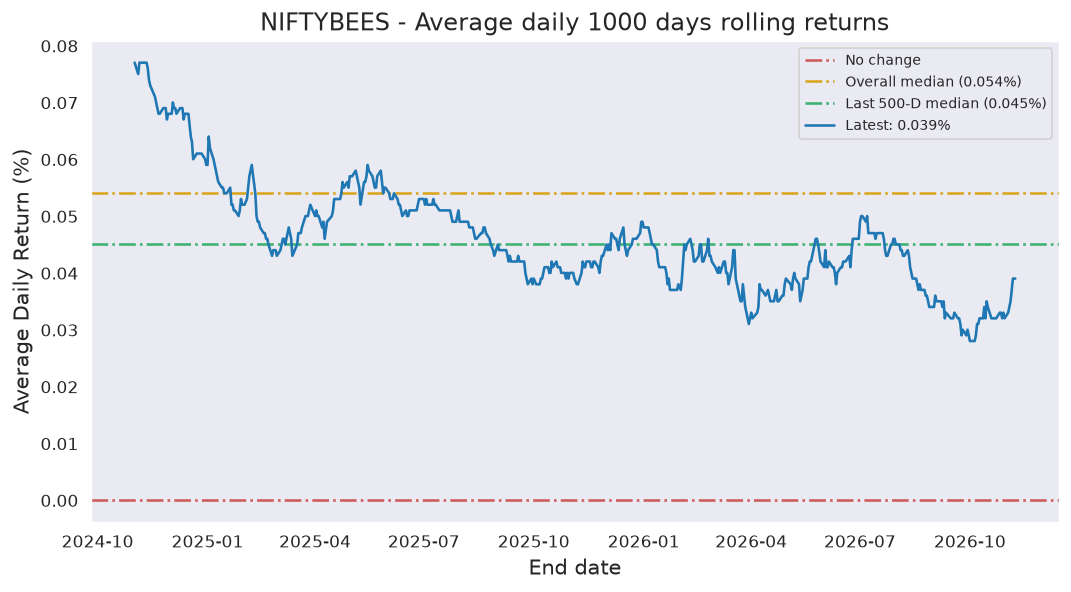 NIFTYBEES - Average daily 1000 days rolling returns
Average Daily Return (%)
0.08
0.07
0.06
0.05
0.04
0.03
0.02
0.01
0.00
No change
Overall median (0.054%)
Last 500-D median (0.045%)
Latest: 0.039%
2024-10 2025-01 2025-04 2025-07 2025-10 2026-01 2026-04 2026-07 2026-10
End date